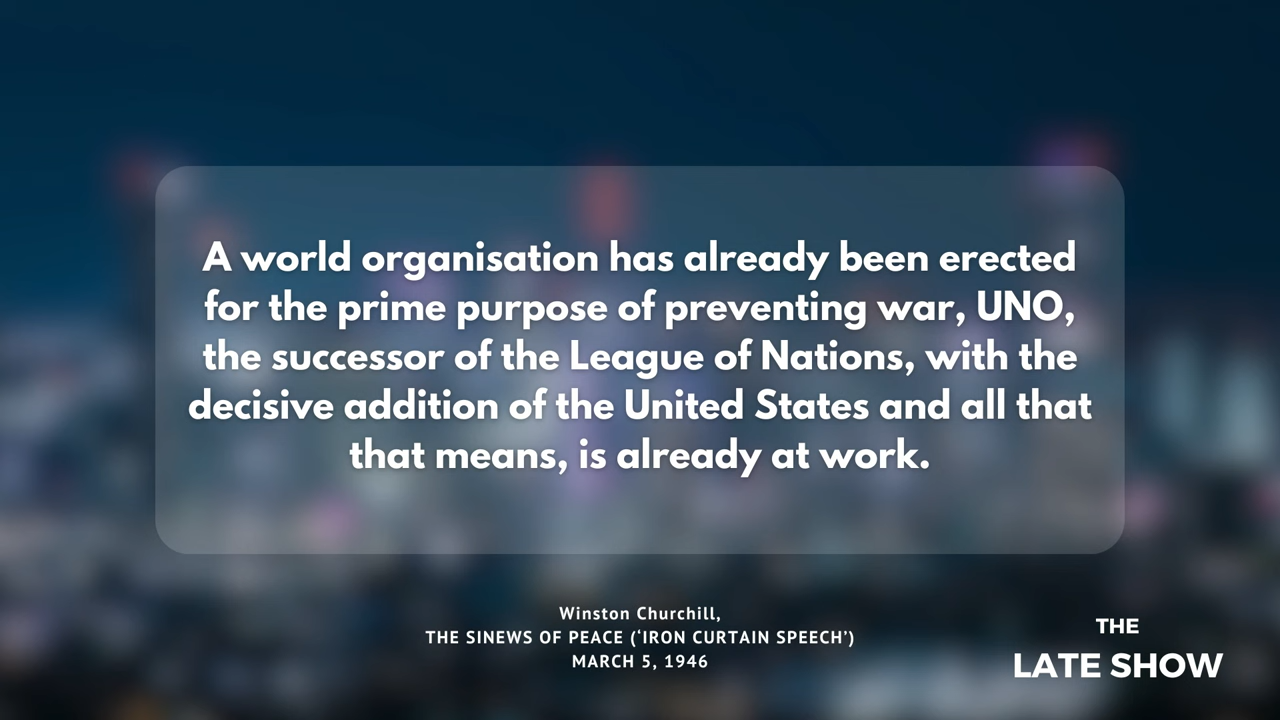 A world organisation has already been erected
for the prime purpose of preventing war, UNO,
the successor of the League of Nations, with the
decisive addition of the United States and all that
that means, is already at work.
Winston Churchill,
THE SINEWS OF PEACE (‘IRON CURTAIN SPEECH’)
MARCH 5, 1946
THE
LATE SHOW